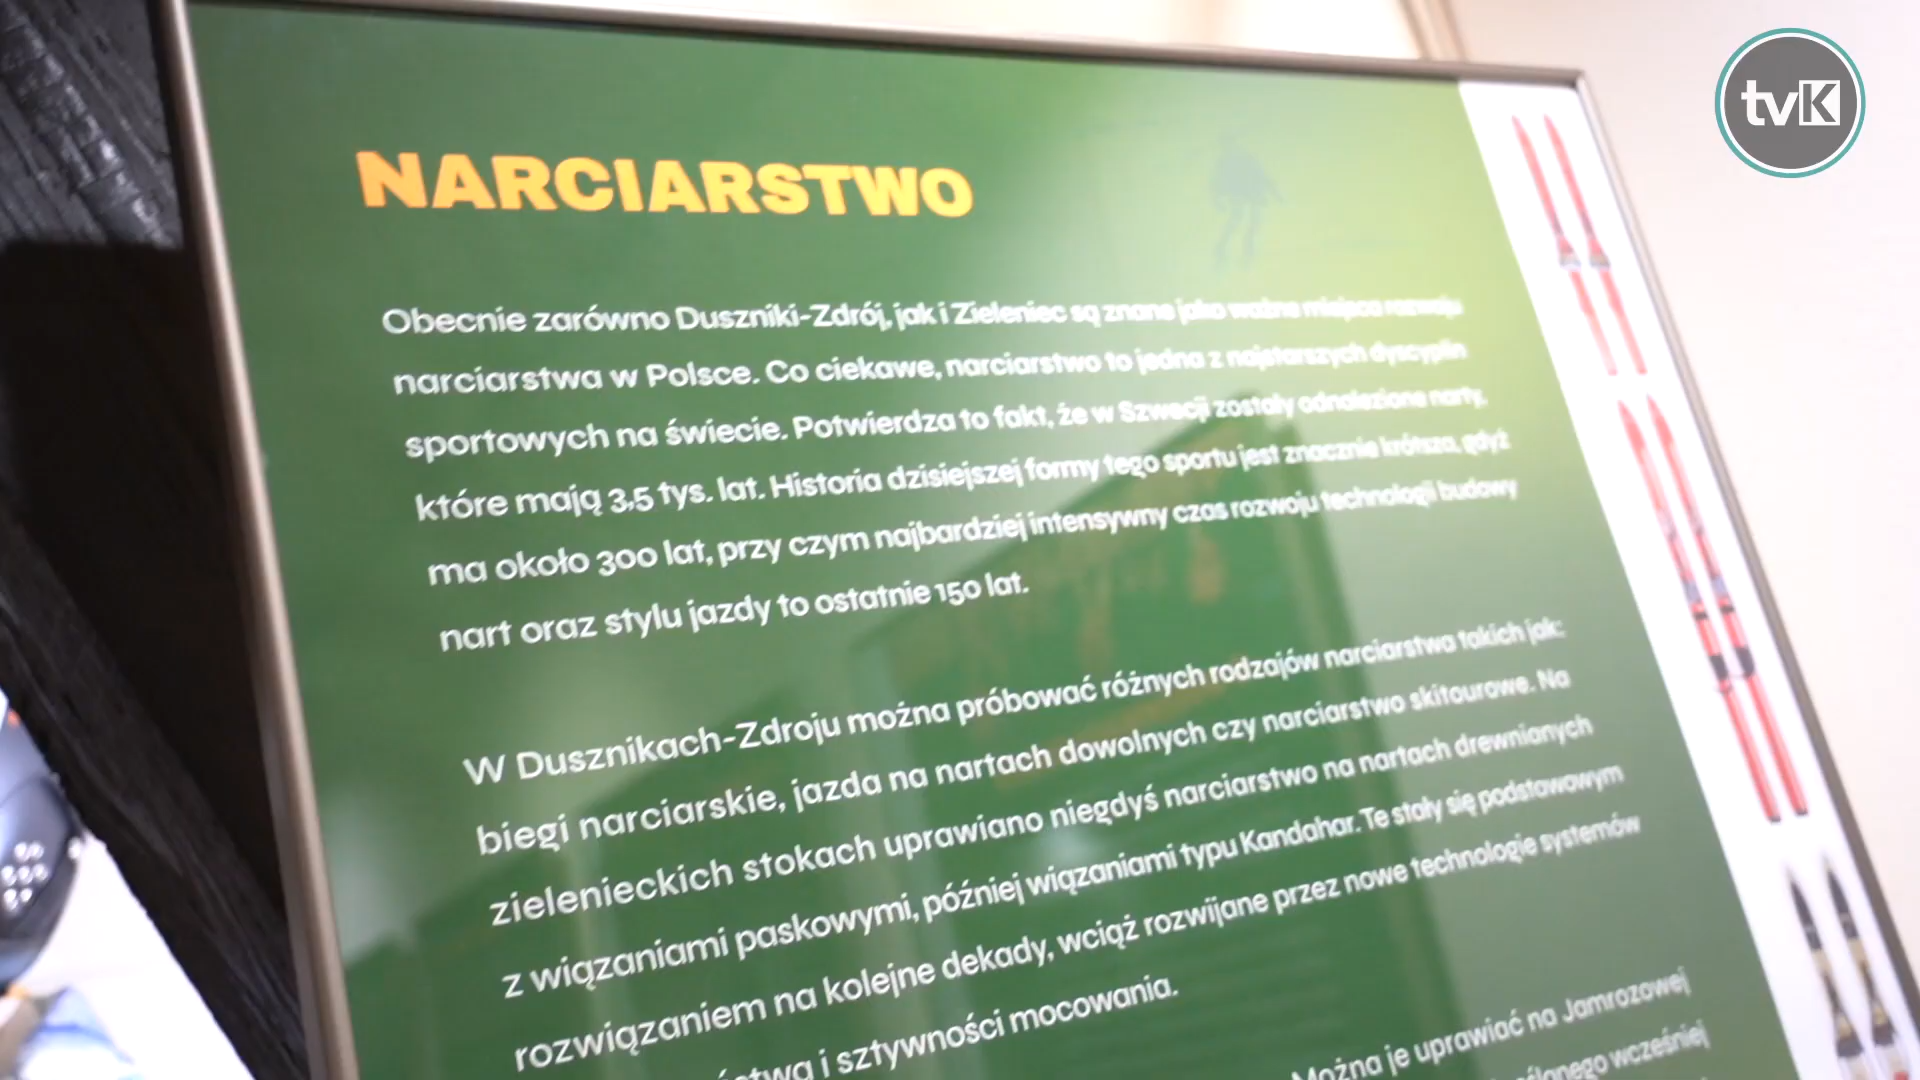 tvK
NARCIARSTWO
Obecnie zarówno Duszniki-Zdrój, jak i Zieleniec są znane jako ważne miejsca rozwoju
narciarstwa w Polsce. Co ciekawe, narciarstwo to jedna z najstarszych dyscyplin
sportowych na świecie. Potwierdza to fakt, że w Szwecji zostały odnalezione narty,
które mają 3,5 tys. lat. Historia dzisiejszej formy tego sportu jest znacznie krótsza, gdyż
ma około 300 lat, przy czym najbardziej intensywny czas rozwoju technologii budowy
nart oraz stylu jazdy to ostatnie 150 lat.
W Dusznikach-Zdroju można próbować różnych rodzajów narciarstwa takich jak:
biegi narciarskie, jazda na nartach dowolnych czy narciarstwo skitourowe. Na
zielenieckich stokach uprawiano niegdyś narciarstwo na nartach drewnianych
z wiązaniami paskowymi, później wiązaniami typu Kandahar. Te stały się podstawowym
rozwiązaniem na kolejne dekady, wciąż rozwijane przez nowe technologie systemów
i sztywności mocowania.
Można je uprawiać na Jamrozowej
wcześniej